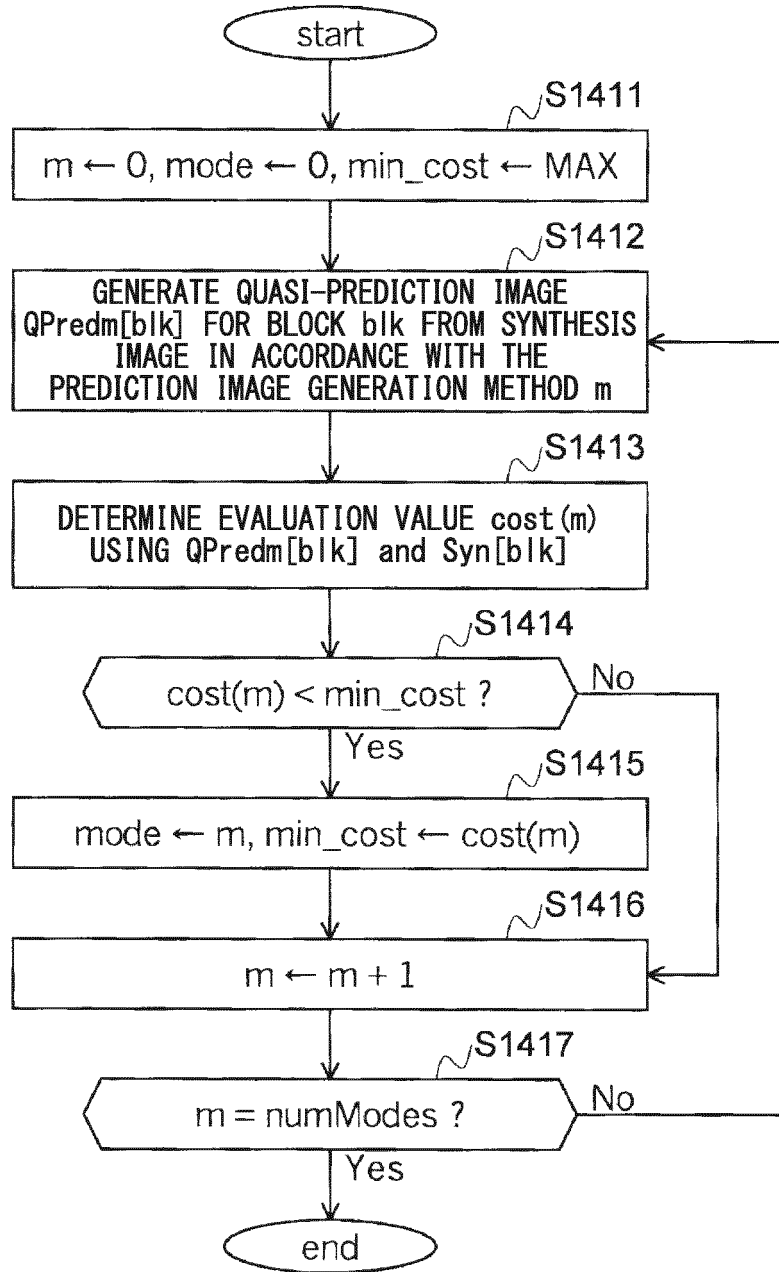 start
S1411
m ← 0, mode ← 0, min_cost ← MAX
S1412
GENERATE QUASI-PREDICTION IMAGE
QPredm[blk] FOR BLOCK blk FROM SYNTHESIS
IMAGE IN ACCORDANCE WITH THE
PREDICTION IMAGE GENERATION METHOD m
S1413
DETERMINE EVALUATION VALUE cost(m)
USING QPredm[blk] and Syn[blk]
S1414
cost(m) < min_cost ?
No
Yes
S1415
mode ← m, min_cost ← cost(m)
S1416
m ← m + 1
S1417
m = numModes ?
No
Yes
end